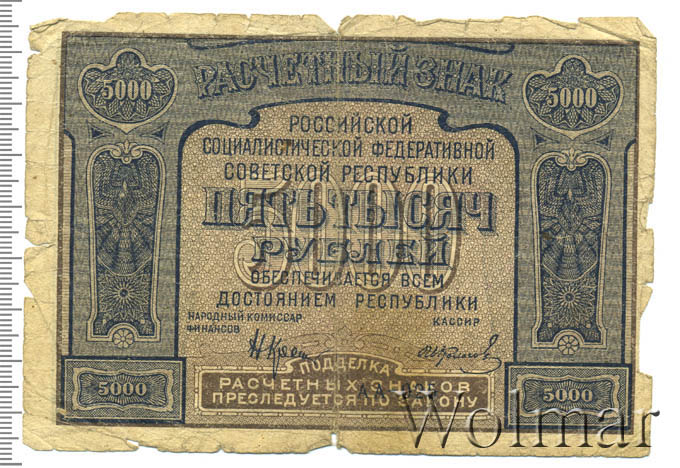 РАСЧЕТНЫЙ ЗНАК
5000
5000
РОССИЙСКОЙ
СОЦИАЛИСТИЧЕСКОЙ ФЕДЕРАТИВНОЙ
СОВЕТСКОЙ РЕСПУБЛИКИ
5000
ПЯТЬ ТЫСЯЧ
РУБЛЕЙ
ОБЕСПЕЧИВАЕТСЯ ВСЕМ
ДОСТОЯНИЕМ РЕСПУБЛИКИ
НАРОДНЫЙ КОМИССАР
ФИНАНСОВ
КАССИР
ПОДДЕЛКА
РАСЧЕТНЫХ ЗНАКОВ
ПРЕСЛЕДУЕТСЯ ПО ЗАКОНУ
5000
5000
Wolmar